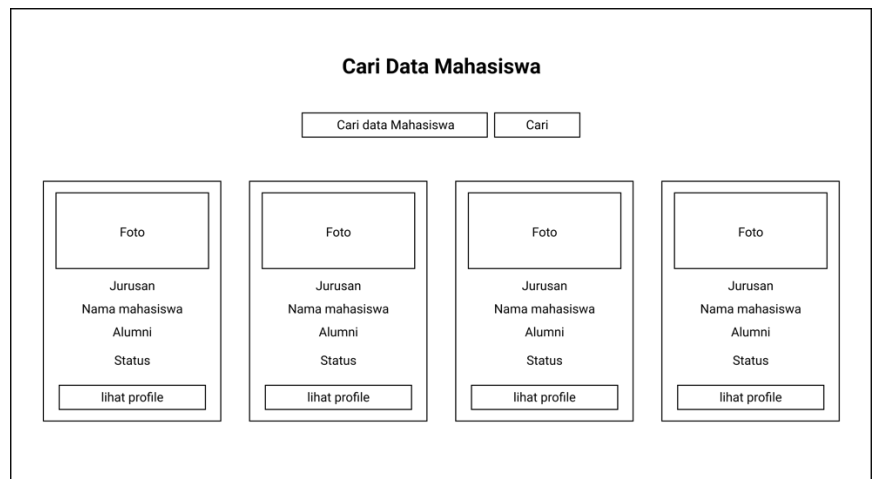 Cari Data Mahasiswa
Cari data Mahasiswa
Cari
Foto
Jurusan
Nama mahasiswa
Alumni
Status
lihat profile
Foto
Jurusan
Nama mahasiswa
Alumni
Status
lihat profile
Foto
Jurusan
Nama mahasiswa
Alumni
Status
lihat profile
Foto
Jurusan
Nama mahasiswa
Alumni
Status
lihat profile